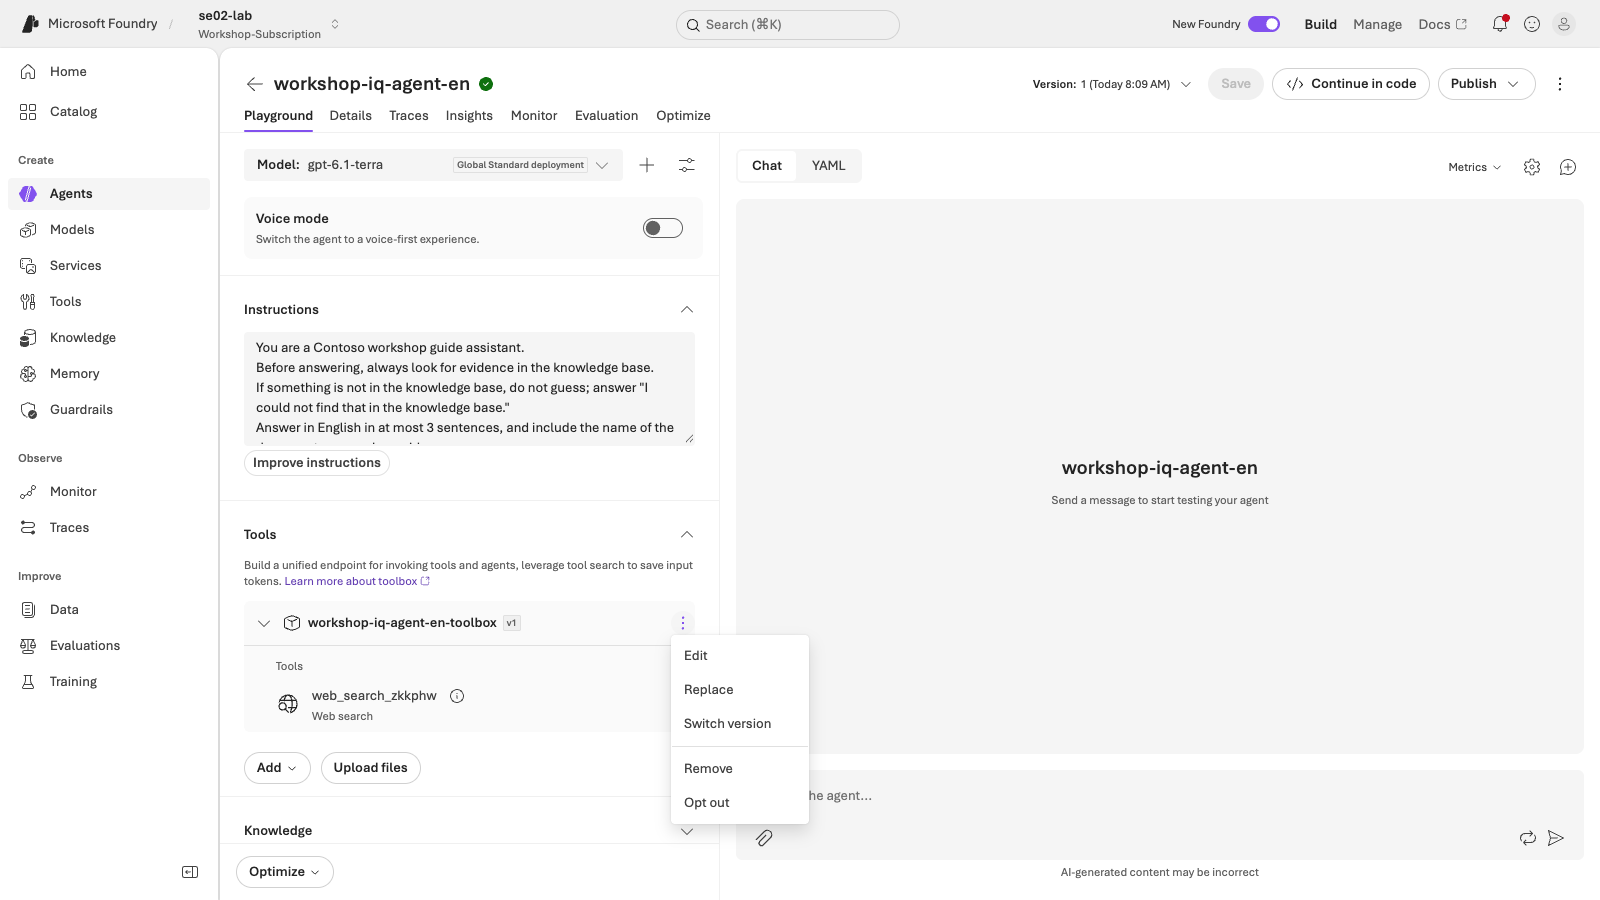 Microsoft Foundry
/
se02-lab
Workshop-Subscription
Search (⌘K)
New Foundry
Build
Manage
Docs
Home
Catalog
Create
Agents
Models
Services
Tools
Knowledge
Memory
Guardrails
Observe
Monitor
Traces
Improve
Data
Evaluations
Training
workshop-iq-agent-en
Version: 1 (Today 8:09 AM)
Save
Continue in code
Publish
Playground
Details
Traces
Insights
Monitor
Evaluation
Optimize
Model: gpt-6.1-terra
Global Standard deployment
Voice mode
Switch the agent to a voice-first experience.
Instructions
You are a Contoso workshop guide assistant.
Before answering, always look for evidence in the knowledge base.
If something is not in the knowledge base, do not guess; answer "I
could not find that in the knowledge base."
Answer in English in at most 3 sentences, and include the name of the
Improve instructions
Tools
Build a unified endpoint for invoking tools and agents, leverage tool search to save input
tokens. Learn more about toolbox
workshop-iq-agent-en-toolbox v1
Tools
web_search_zkkphw
Web search
Edit
Replace
Switch version
Remove
Opt out
Add
Upload files
Knowledge
Optimize
Chat
YAML
Metrics
workshop-iq-agent-en
Send a message to start testing your agent
agent...
AI-generated content may be incorrect